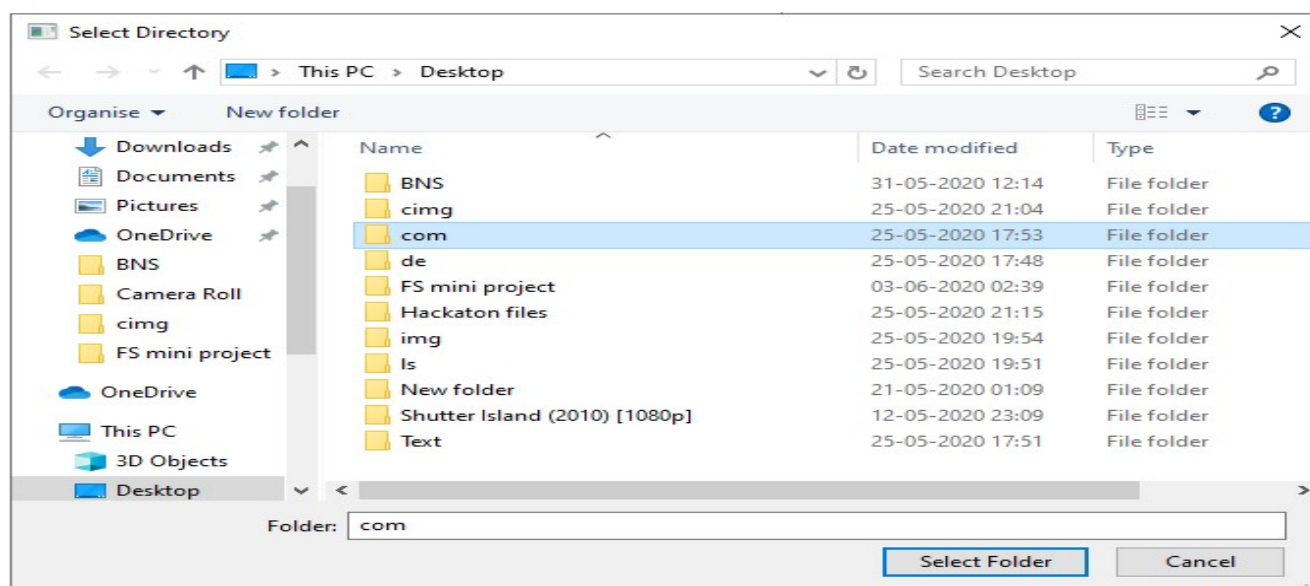 Select Directory
This PC > Desktop
Search Desktop
Organise
New folder
Downloads
Documents
Pictures
OneDrive
BNS
Camera Roll
cimg
FS mini project
OneDrive
This PC
3D Objects
Desktop
Name Date modified Type
BNS 31-05-2020 12:14 File folder
cimg 25-05-2020 21:04 File folder
com 25-05-2020 17:53 File folder
de 25-05-2020 17:48 File folder
FS mini project 03-06-2020 02:39 File folder
Hackaton files 25-05-2020 21:15 File folder
img 25-05-2020 19:54 File folder
ls 25-05-2020 19:51 File folder
New folder 21-05-2020 01:09 File folder
Shutter Island (2010) [1080p] 12-05-2020 23:09 File folder
Text 25-05-2020 17:51 File folder
Folder: com
Select Folder Cancel